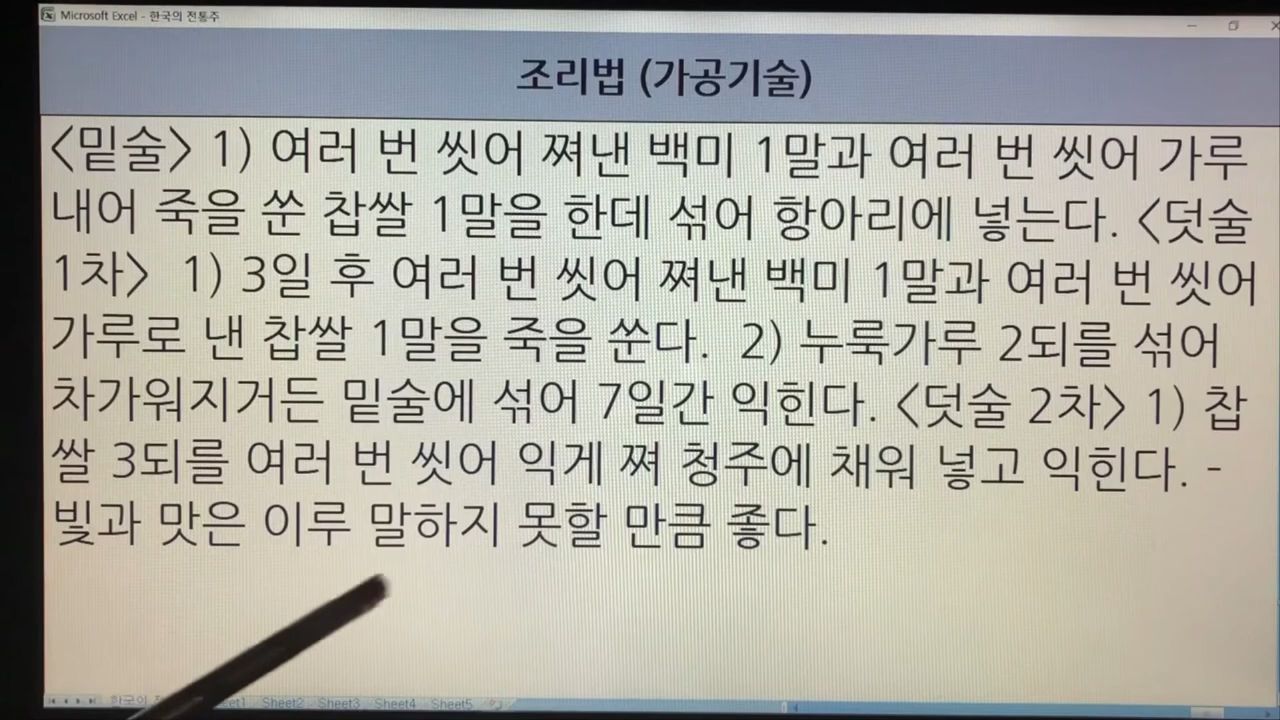 Microsoft Excel - 한국의 전통주
조리법 (가공기술)
<밑술> 1) 여러 번 씻어 쪄낸 백미 1말과 여러 번 씻어 가루
내어 죽을 쑨 찹쌀 1말을 한데 섞어 항아리에 넣는다. <덧술
1차> 1) 3일 후 여러 번 씻어 쪄낸 백미 1말과 여러 번 씻어
가루로 낸 찹쌀 1말을 죽을 쑨다. 2) 누룩가루 2되를 섞어
차가워지거든 밑술에 섞어 7일간 익힌다. <덧술 2차> 1) 찹
쌀 3되를 여러 번 씻어 익게 쪄 청주에 채워 넣고 익힌다. -
빛과 맛은 이루 말하지 못할 만큼 좋다.
한국의 Sheet2 Sheet3 Sheet4 Sheet5